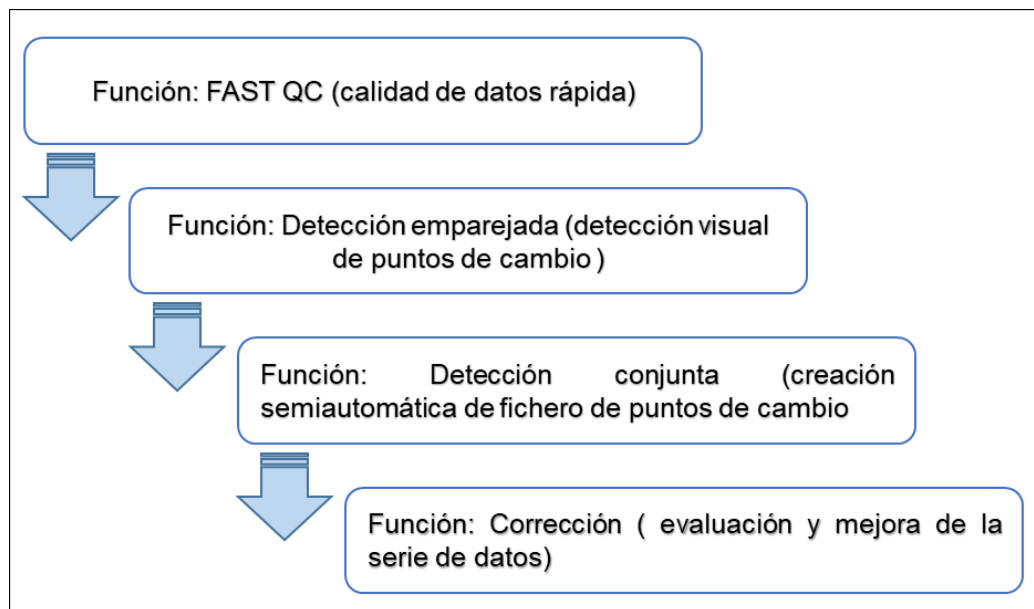 Función: FAST QC (calidad de datos rápida)
Función: Detección emparejada (detección visual
de puntos de cambio )
Función: Detección conjunta (creación
semiautomática de fichero de puntos de cambio
Función: Corrección ( evaluación y mejora de la
serie de datos)